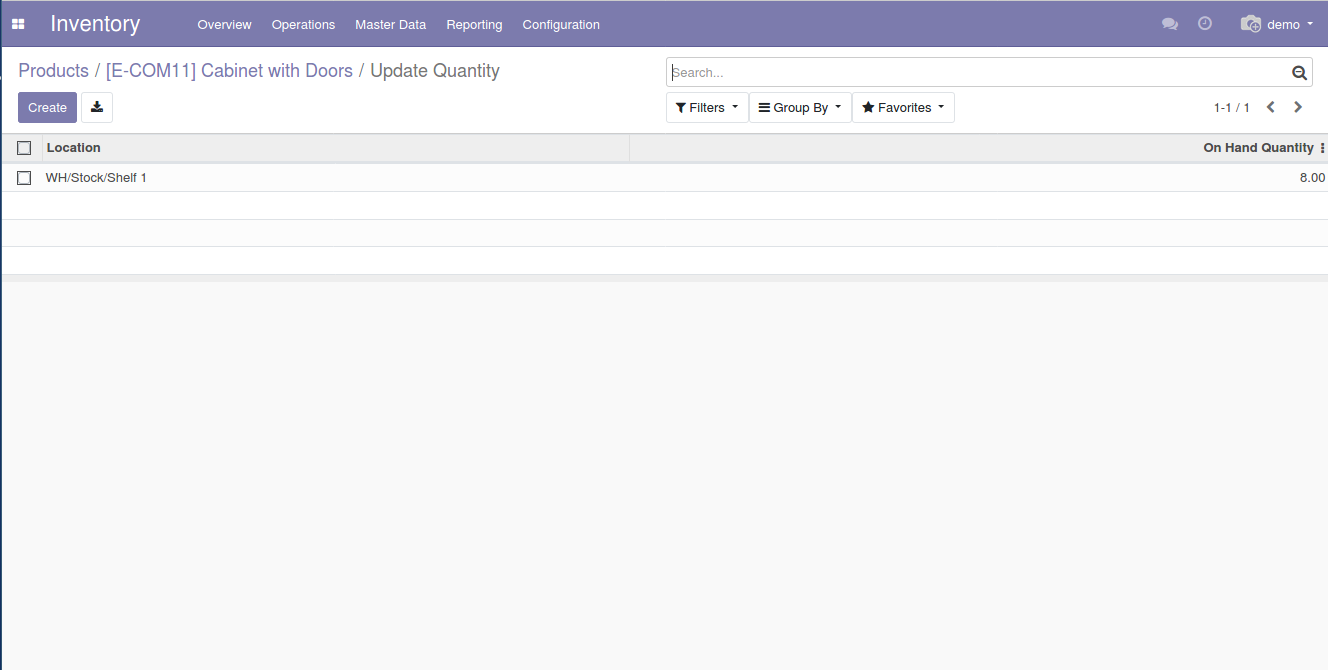 Inventory Overview Operations Master Data Reporting Configuration demo
Products / [E-COM11] Cabinet with Doors / Update Quantity
Search...
Create
Filters Group By Favorites 1-1 / 1
Location On Hand Quantity
WH/Stock/Shelf 1 8.00